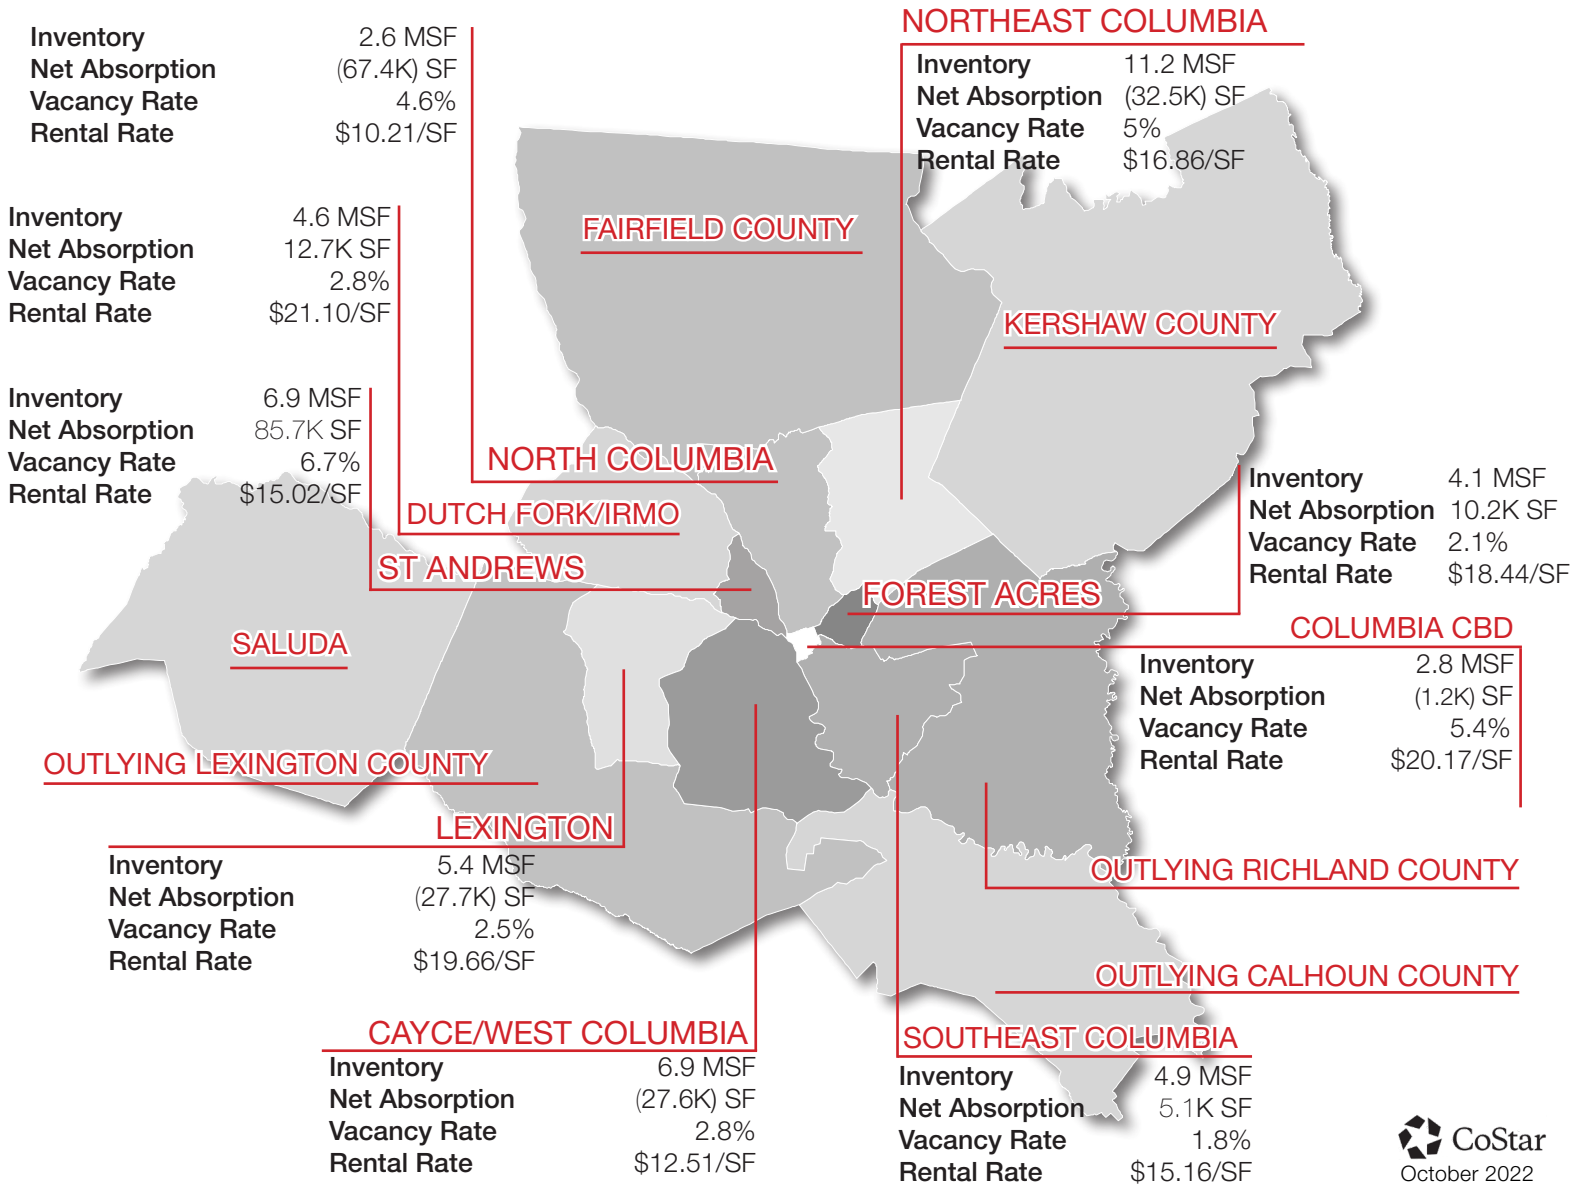 Inventory 2.6 MSF
Net Absorption (67.4K) SF
Vacancy Rate 4.6%
Rental Rate $10.21/SF
NORTHEAST COLUMBIA
Inventory 11.2 MSF
Net Absorption (32.5K) SF
Vacancy Rate 5%
Rental Rate $16.86/SF
Inventory 4.6 MSF
Net Absorption 12.7K SF
Vacancy Rate 2.8%
Rental Rate $21.10/SF
FAIRFIELD COUNTY
KERSHAW COUNTY
Inventory 6.9 MSF
Net Absorption 85.7K SF
Vacancy Rate 6.7%
Rental Rate $15.02/SF
NORTH COLUMBIA
DUTCH FORK/IRMO
ST ANDREWS
Inventory 4.1 MSF
Net Absorption 10.2K SF
Vacancy Rate 2.1%
Rental Rate $18.44/SF
FOREST ACRES
COLUMBIA CBD
Inventory 2.8 MSF
Net Absorption (1.2K) SF
Vacancy Rate 5.4%
Rental Rate $20.17/SF
SALUDA
OUTLYING LEXINGTON COUNTY
LEXINGTON
Inventory 5.4 MSF
Net Absorption (27.7K) SF
Vacancy Rate 2.5%
Rental Rate $19.66/SF
OUTLYING RICHLAND COUNTY
OUTLYING CALHOUN COUNTY
CAYCE/WEST COLUMBIA
Inventory 6.9 MSF
Net Absorption (27.6K) SF
Vacancy Rate 2.8%
Rental Rate $12.51/SF
SOUTHEAST COLUMBIA
Inventory 4.9 MSF
Net Absorption 5.1K SF
Vacancy Rate 1.8%
Rental Rate $15.16/SF
CoStar
October 2022